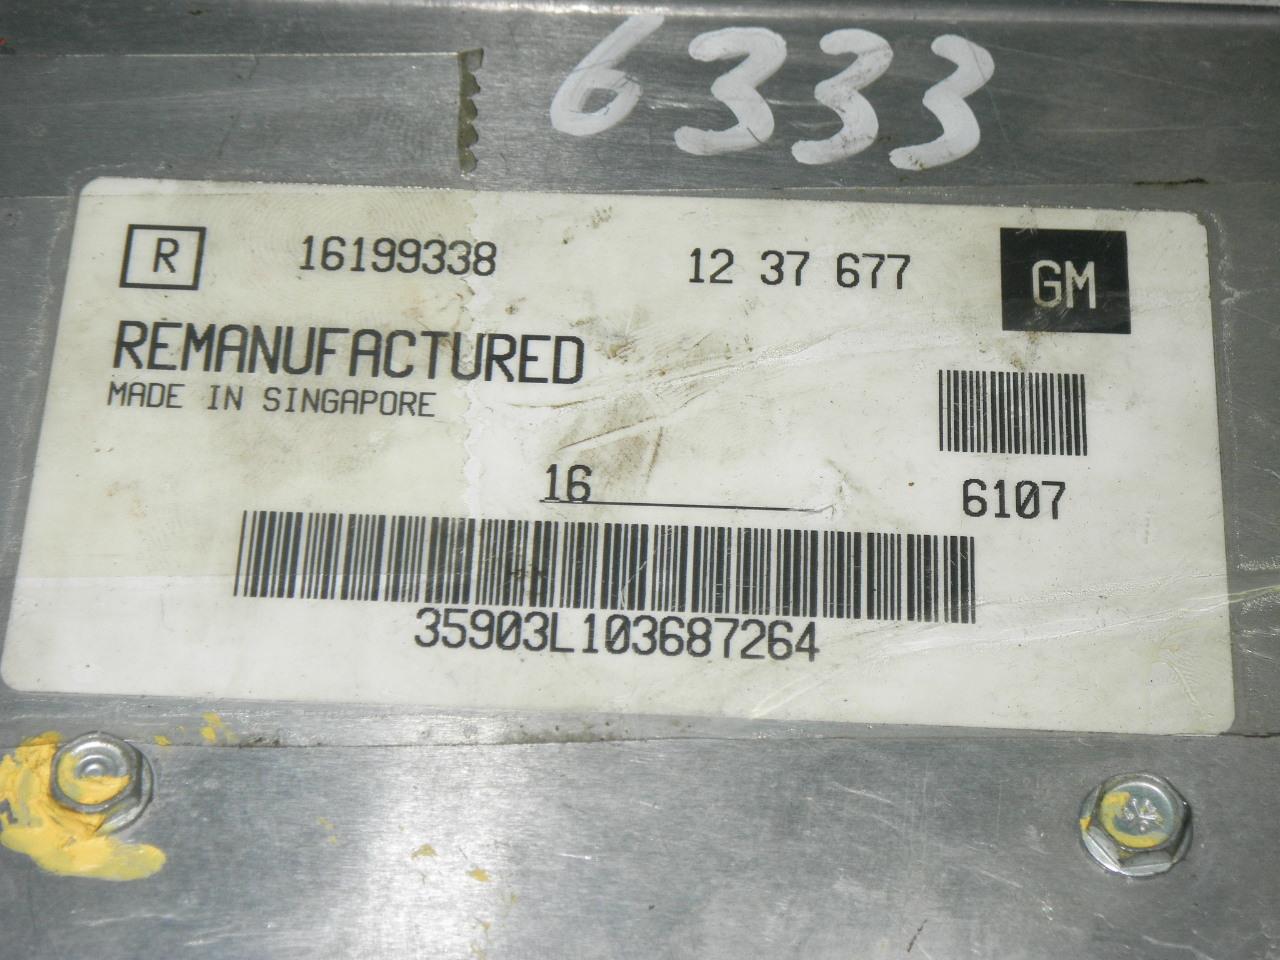 6333
R 16199338 12 37 677 GM
REMANUFACTURED
MADE IN SINGAPORE
16 6107
35903L103687264